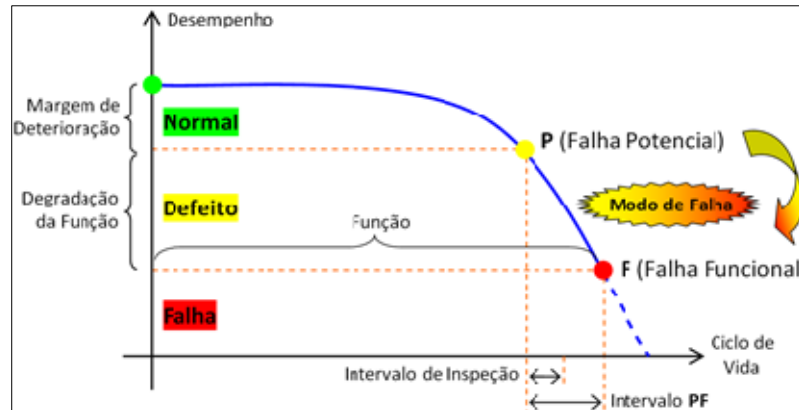 Desempenho
Margem de
Deterioração
Normal
P (Falha Potencial)
Degradação
da Função
Defeito
Modo de Falha
Função
F (Falha Funcional)
Falha
Ciclo de
Vida
Intervalo de Inspeção
Intervalo PF